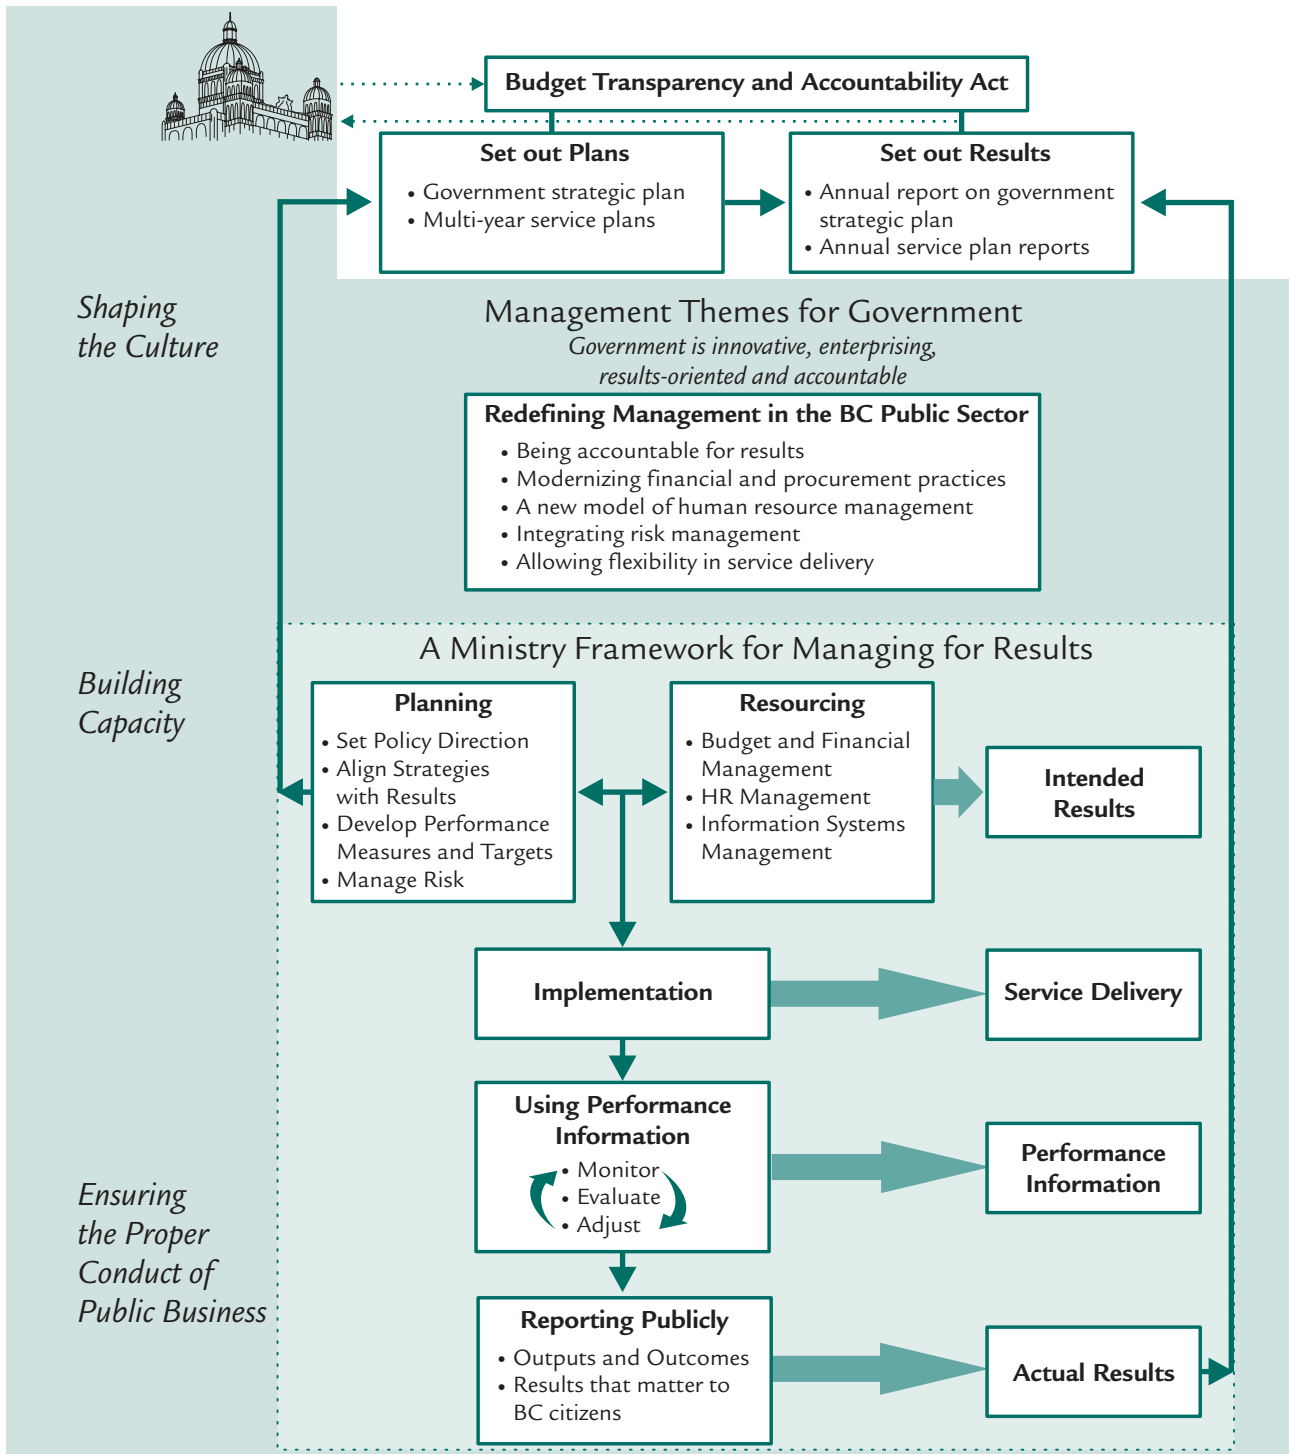 Budget Transparency and Accountability Act
Set out Plans
• Government strategic plan
• Multi-year service plans
Set out Results
• Annual report on government
strategic plan
• Annual service plan reports
Shaping
the Culture
Management Themes for Government
Government is innovative, enterprising,
results-oriented and accountable
Redefining Management in the BC Public Sector
• Being accountable for results
• Modernizing financial and procurement practices
• A new model of human resource management
• Integrating risk management
• Allowing flexibility in service delivery
Building
Capacity
A Ministry Framework for Managing for Results
Planning
• Set Policy Direction
• Align Strategies
with Results
• Develop Performance
Measures and Targets
• Manage Risk
Resourcing
• Budget and Financial
Management
• HR Management
• Information Systems
Management
Intended
Results
Implementation
Service Delivery
Using Performance
Information
• Monitor
• Evaluate
• Adjust
Performance
Information
Ensuring
the Proper
Conduct of
Public Business
Reporting Publicly
• Outputs and Outcomes
• Results that matter to
BC citizens
Actual Results